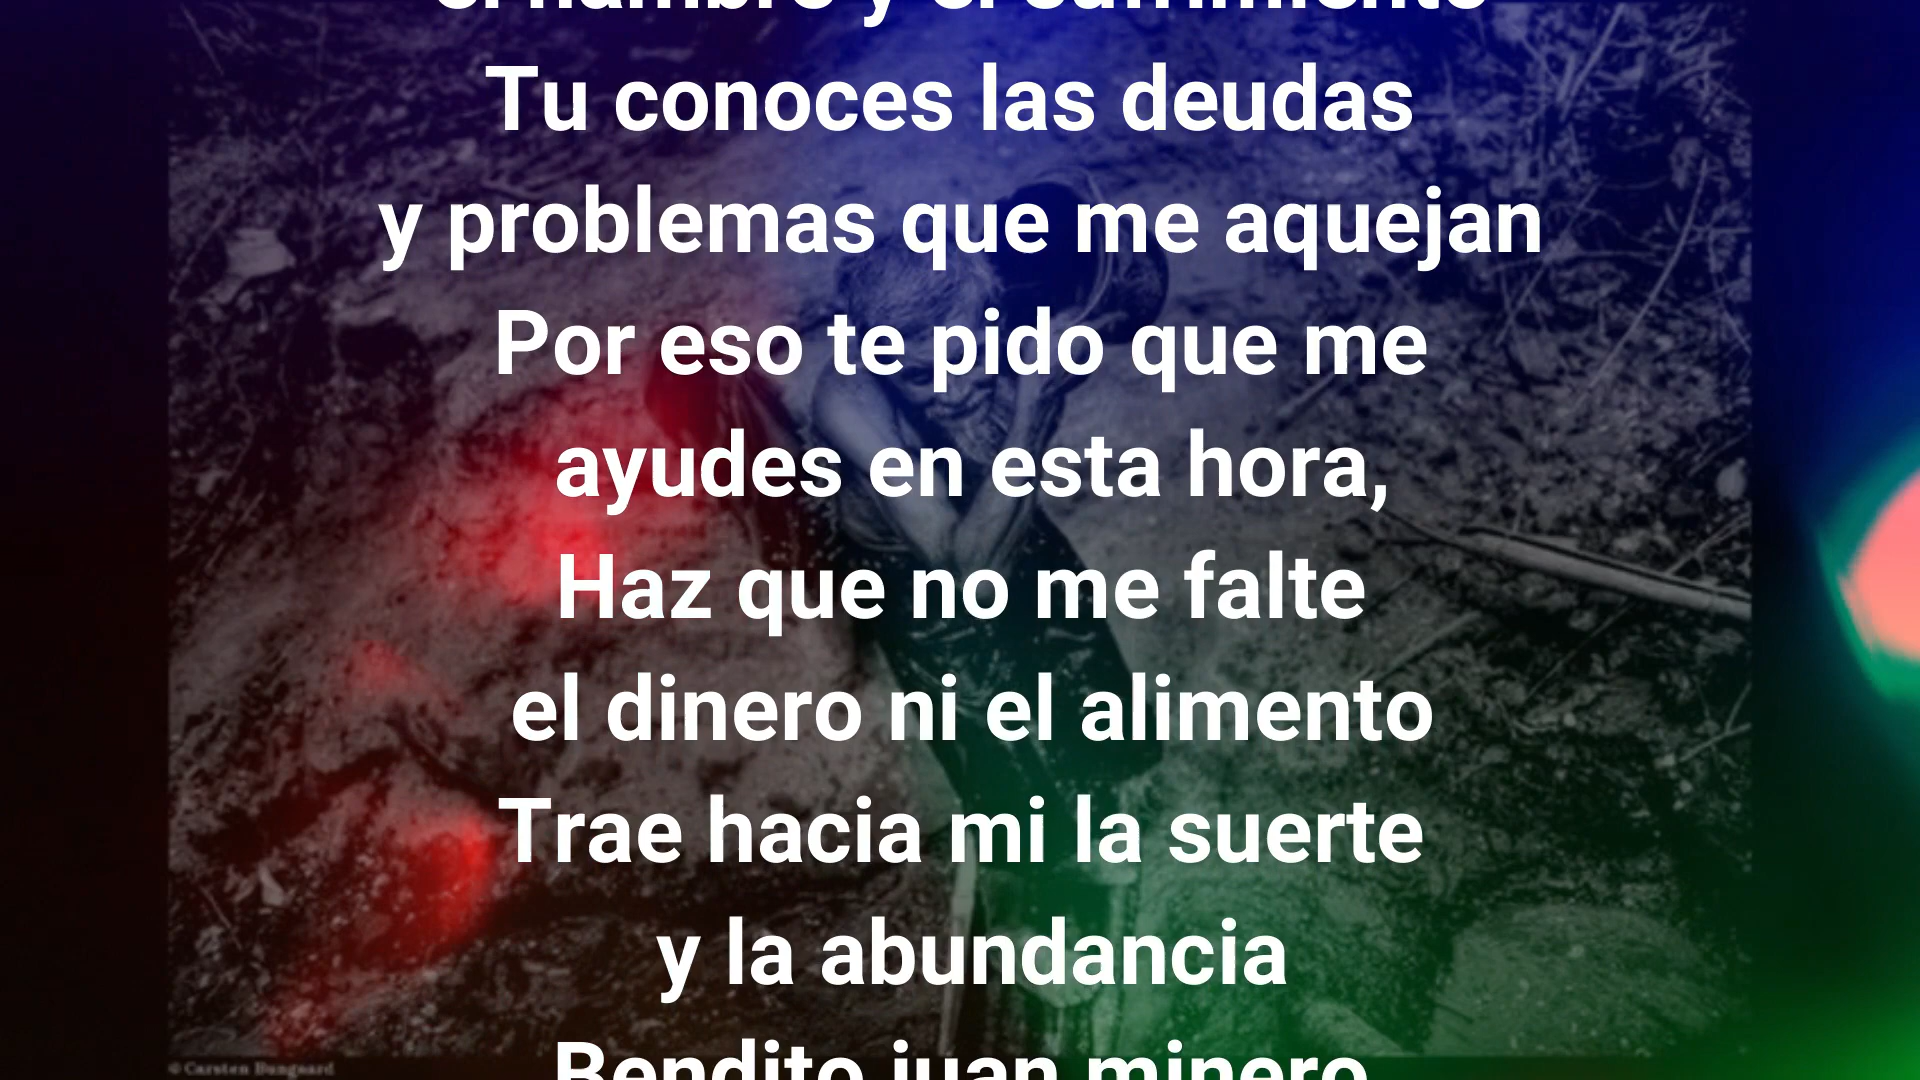 el hambre y el sufrimiento
Tu conoces las deudas
y problemas que me aquejan
Por eso te pido que me
ayudes en esta hora,
Haz que no me falte
el dinero ni el alimento
Trae hacia mi la suerte
y la abundancia
Bendito juan minero
© Carsten Bungaard